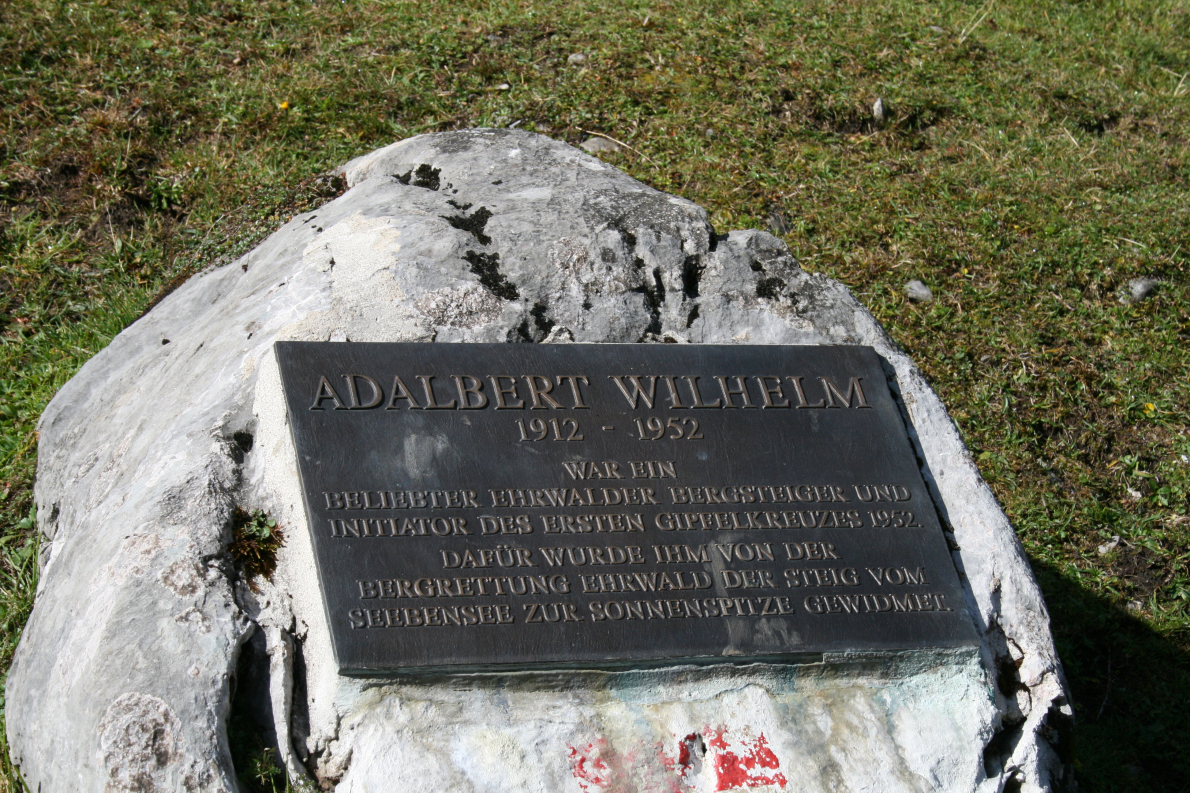 ADALBERT WILHELM
1912 - 1952
WAR EIN
BELIEBTER EHRWALDER BERGSTEIGER UND
INITIATOR DES ERSTEN GIPFELKREUZES 1952.
DAFÜR WURDE IHM VON DER
BERGRETTUNG EHRWALD DER STEIG VOM
SEEBENSEE ZUR SONNENSPITZE GEWIDMET.